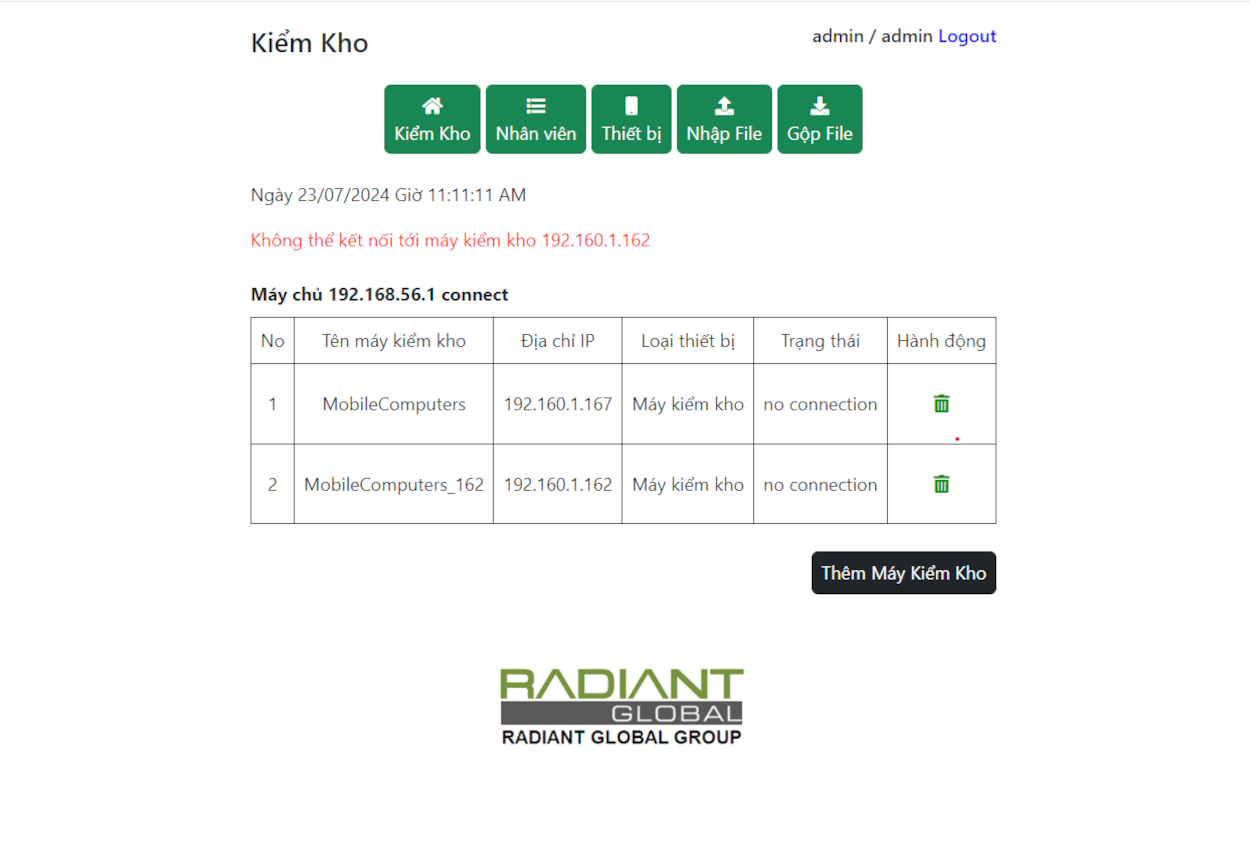 Kiểm Kho
admin / admin Logout
Kiểm Kho Nhân viên Thiết bị Nhập File Gộp File
Ngày 23/07/2024 Giờ 11:11:11 AM
Không thể kết nối tới máy kiểm kho 192.160.1.162
Máy chủ 192.168.56.1 connect
No Tên máy kiểm kho Địa chỉ IP Loại thiết bị Trạng thái Hành động
1 MobileComputers 192.160.1.167 Máy kiểm kho no connection
2 MobileComputers_162 192.160.1.162 Máy kiểm kho no connection
Thêm Máy Kiểm Kho
RADIANT
GLOBAL
RADIANT GLOBAL GROUP